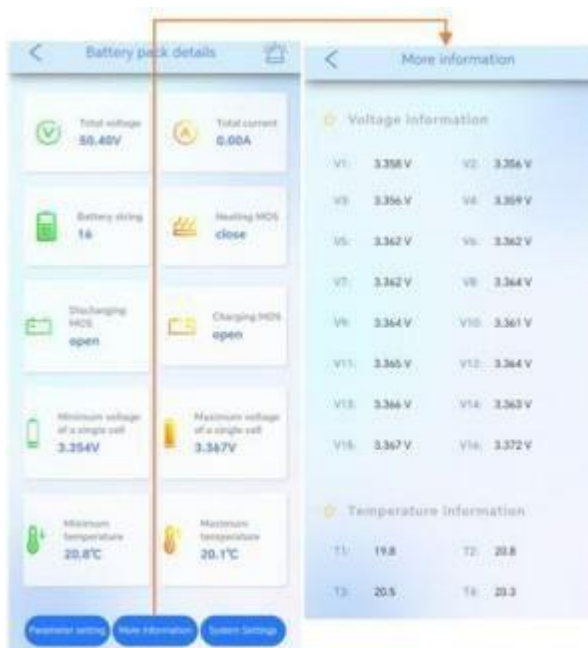 Battery pack details
Total voltage
50.40V
Total current
0.00A
Battery string
16
Heating MOS
close
Discharging
MOS
open
Charging MOS
open
Minimum voltage
of a single cell
3.354V
Maximum voltage
of a single cell
3.367V
Minimum
temperature
20.8°C
Maximum
temperature
20.1°C
Parameter setting
More Information
System Settings
More information
Voltage information
V1: 3.358 V V2: 3.356 V
V3: 3.356 V V4: 3.359 V
V5: 3.362 V V6: 3.362 V
V7: 3.362 V V8: 3.364 V
V9: 3.364 V V10: 3.361 V
V11: 3.365 V V12: 3.364 V
V13: 3.366 V V14: 3.363 V
V15: 3.367 V V16: 3.372 V
Temperature information
T1: 19.8 T2: 20.8
T3: 20.5 T4: 20.3